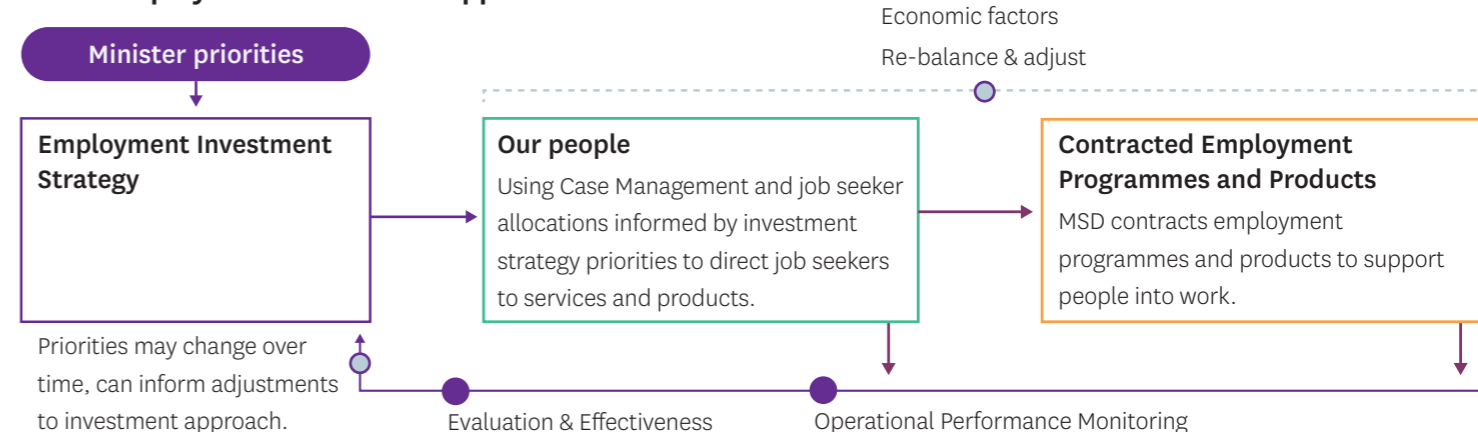 Economic factors
Re-balance & adjust
Minister priorities
Employment Investment
Strategy
Our people
Using Case Management and job seeker
allocations informed by investment
strategy priorities to direct job seekers
to services and products.
Contracted Employment
Programmes and Products
MSD contracts employment
programmes and products to support
people into work.
Priorities may change over
time, can inform adjustments
to investment approach.
Evaluation & Effectiveness
Operational Performance Monitoring